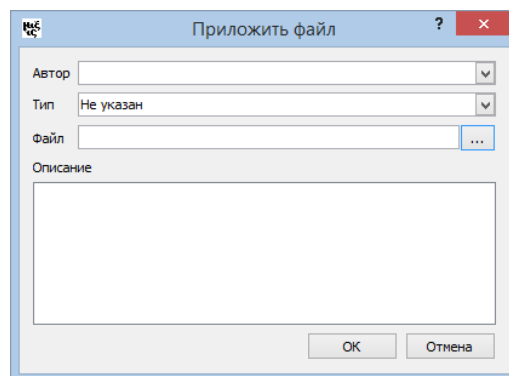 Приложить файл ?
Автор
Тип Не указан
Файл ...
Описание
OK Отмена